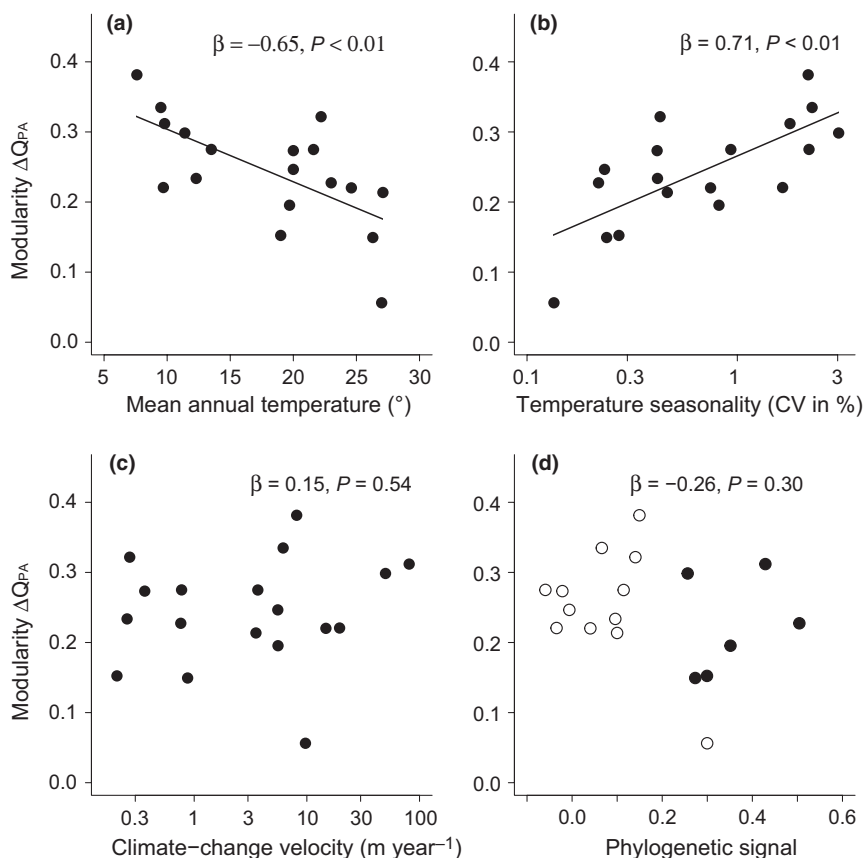 (a)
β = −0.65, P < 0.01
0.4
0.3
0.2
0.1
0.0
Modularity ΔQPA
5 10 15 20 25 30
Mean annual temperature (°)
(b)
β = 0.71, P < 0.01
0.4
0.3
0.2
0.1
0.0
0.1 0.3 1 3
Temperature seasonality (CV in %)
(c)
β = 0.15, P = 0.54
0.4
0.3
0.2
0.1
0.0
Modularity ΔQPA
0.3 1 3 10 30 100
Climate−change velocity (m year–1)
(d)
β = −0.26, P = 0.30
0.4
0.3
0.2
0.1
0.0
0.0 0.2 0.4 0.6
Phylogenetic signal